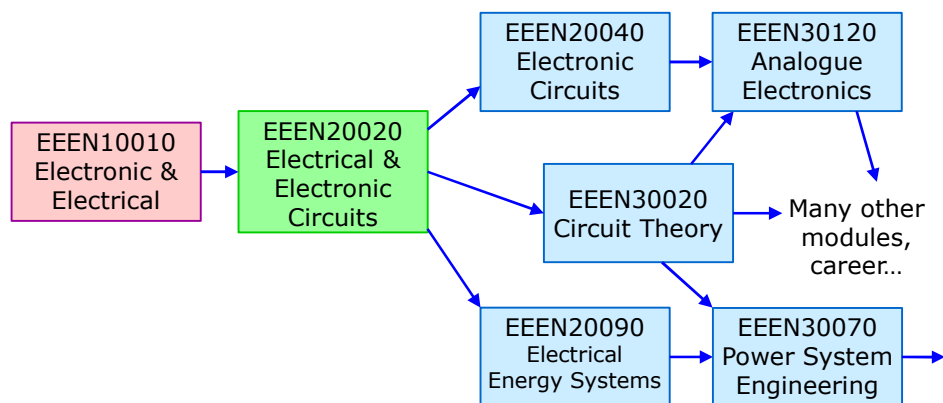 EEEN10010
Electronic &
Electrical
EEEN20020
Electrical &
Electronic
Circuits
EEEN20040
Electronic
Circuits
EEEN30120
Analogue
Electronics
EEEN30020
Circuit Theory
Many other
modules,
career…
EEEN20090
Electrical
Energy Systems
EEEN30070
Power System
Engineering